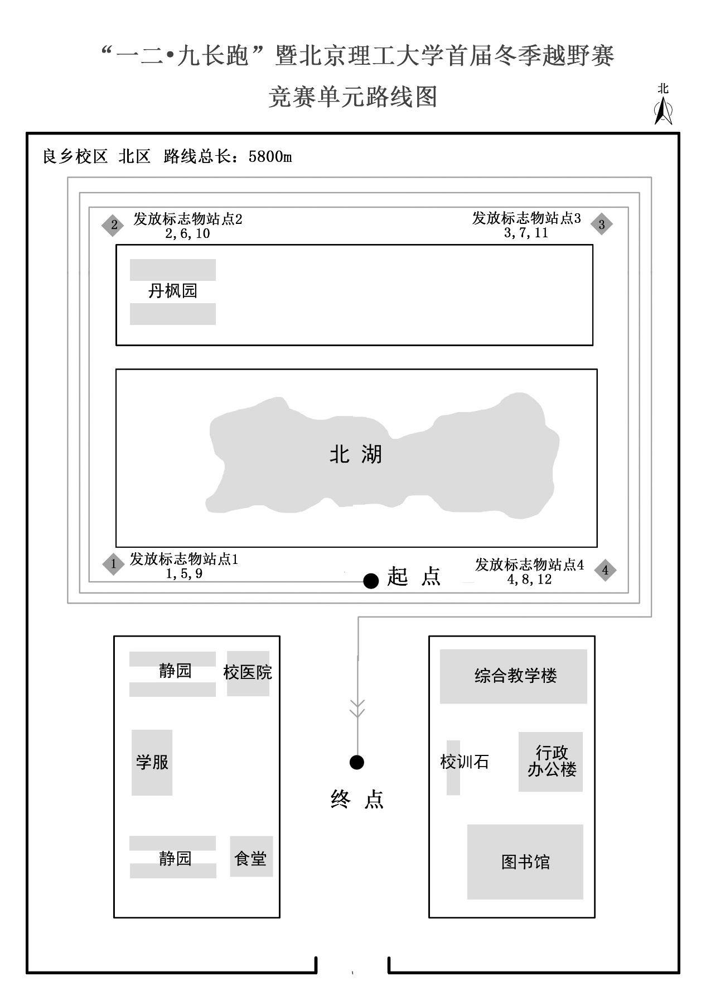 “一二•九长跑”暨北京理工大学首届冬季越野赛
竞赛单元路线图
北
良乡校区 北区 路线总长：5800m
2
发放标志物站点2
2,6,10
发放标志物站点3
3,7,11
3
丹枫园
北 湖
1
发放标志物站点1
1,5,9
起 点
发放标志物站点4
4,8,12
4
静园
校医院
综合教学楼
学服
校训石
行政
办公楼
终 点
静园
食堂
图书馆